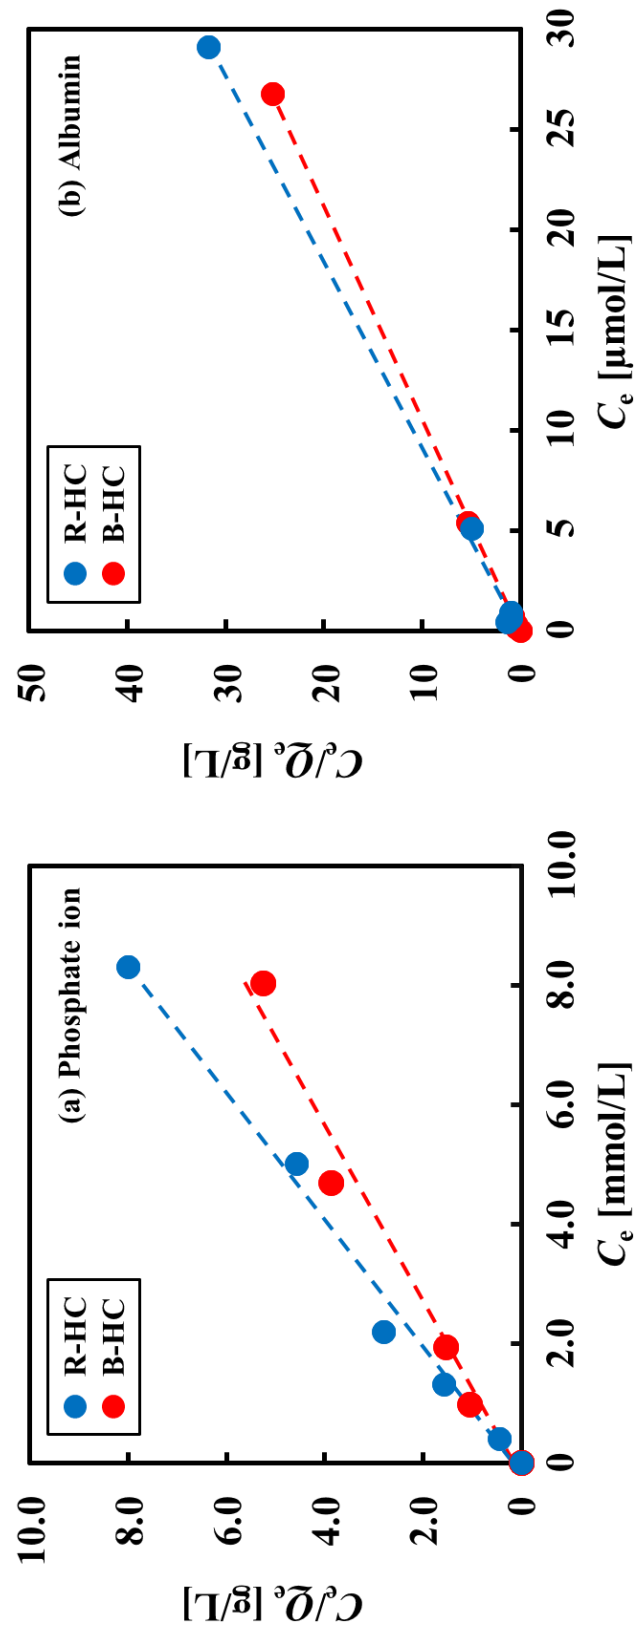 (a) Phosphate ion
R-HC
B-HC
10.0
8.0
6.0
4.0
2.0
0
Cₑ/Qₑ [g/L]
0
2.0
4.0
6.0
8.0
10.0
Cₑ [mmol/L]
(b) Albumin
R-HC
B-HC
50
40
30
20
10
0
Cₑ/Qₑ [g/L]
0
5
10
15
20
25
30
Cₑ [μmol/L]